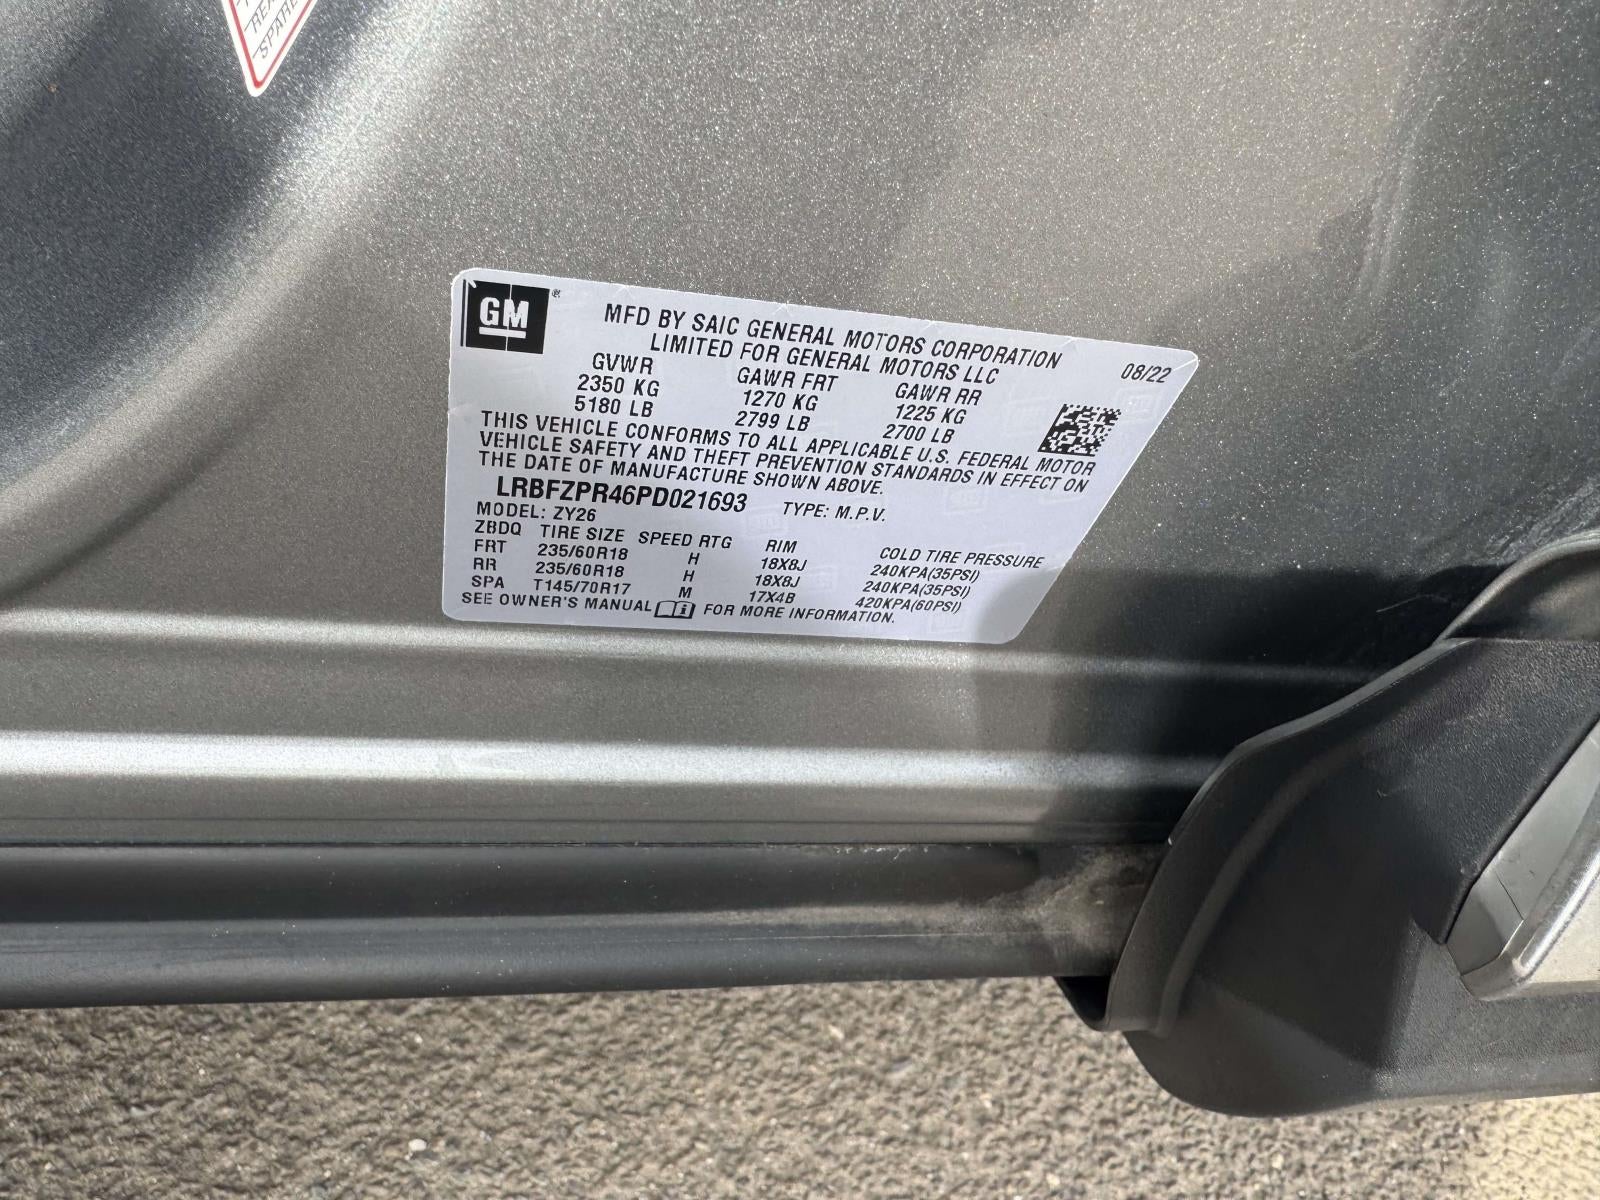 REA
SPARE
GM ®
MFD BY SAIC GENERAL MOTORS CORPORATION
LIMITED FOR GENERAL MOTORS LLC
08/22
GVWR GAWR FRT GAWR RR
2350 KG 1270 KG 1225 KG
5180 LB 2799 LB 2700 LB
THIS VEHICLE CONFORMS TO ALL APPLICABLE U.S. FEDERAL MOTOR
VEHICLE SAFETY AND THEFT PREVENTION STANDARDS IN EFFECT ON
THE DATE OF MANUFACTURE SHOWN ABOVE.
LRBFZPR46PD021693 TYPE: M.P.V.
MODEL: ZY26
ZBDQ TIRE SIZE SPEED RTG RIM COLD TIRE PRESSURE
FRT 235/60R18 H 18X8J 240KPA(35PSI)
RR 235/60R18 H 18X8J 240KPA(35PSI)
SPA T145/70R17 M 17X4B 420KPA(60PSI)
SEE OWNER'S MANUAL i FOR MORE INFORMATION.